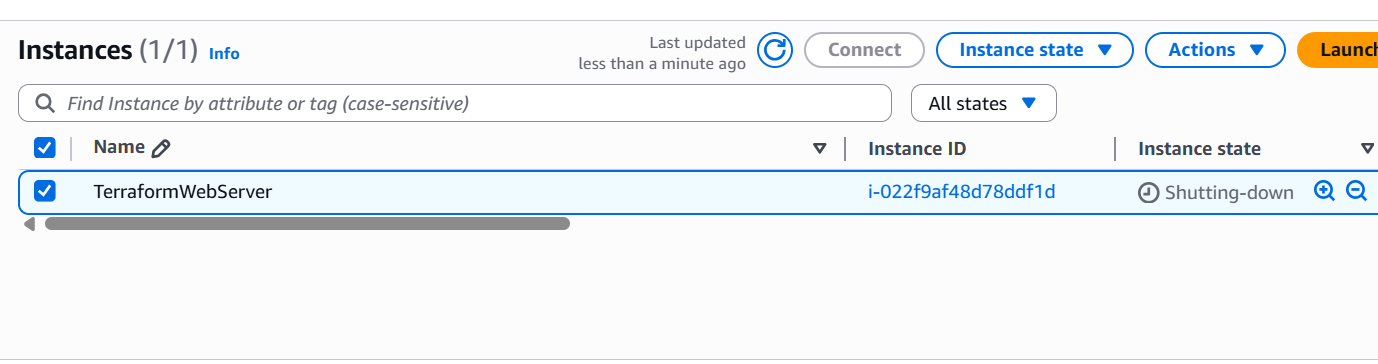 Instances (1/1) Info
Last updated
less than a minute ago
Connect
Instance state
Actions
Launch
Find Instance by attribute or tag (case-sensitive)
All states
Name
Instance ID
Instance state
TerraformWebServer
i-022f9af48d78ddf1d
Shutting-down